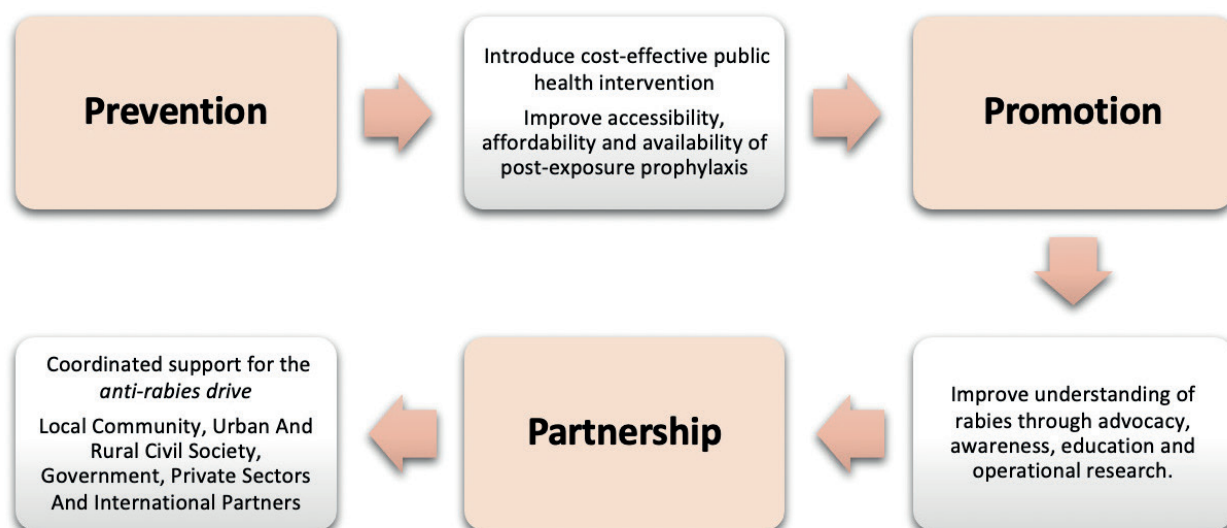 Prevention
Introduce cost-effective public
health intervention
Improve accessibility,
affordability and availability of
post-exposure prophylaxis
Promotion
Improve understanding of
rabies through advocacy,
awareness, education and
operational research.
Partnership
Coordinated support for the
anti-rabies drive
Local Community, Urban And
Rural Civil Society,
Government, Private Sectors
And International Partners